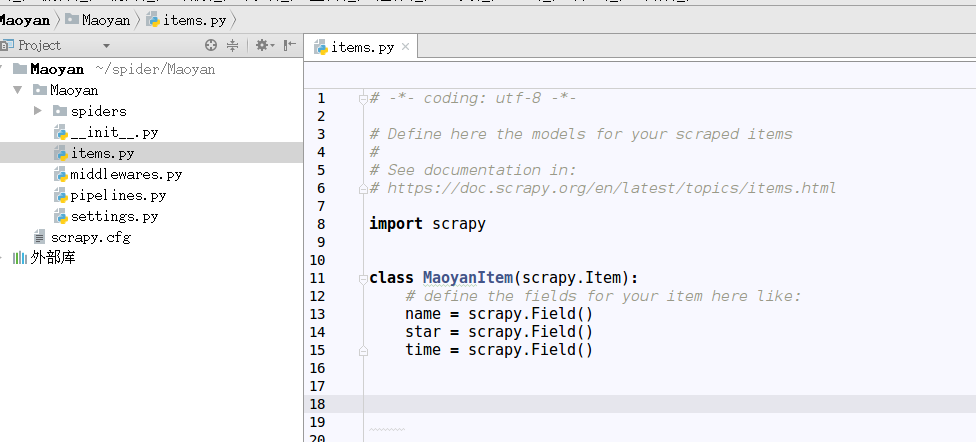 Maoyan Maoyan items.py
Project
items.py
Maoyan ~/spider/Maoyan
Maoyan
spiders
__init__.py
items.py
middlewares.py
pipelines.py
settings.py
scrapy.cfg
外部库
1 # -*- coding: utf-8 -*-
2
3 # Define here the models for your scraped items
4 #
5 # See documentation in:
6 # https://doc.scrapy.org/en/latest/topics/items.html
7
8 import scrapy
9
10
11 class MaoyanItem(scrapy.Item):
12 # define the fields for your item here like:
13 name = scrapy.Field()
14 star = scrapy.Field()
15 time = scrapy.Field()
16
17
18
19
20